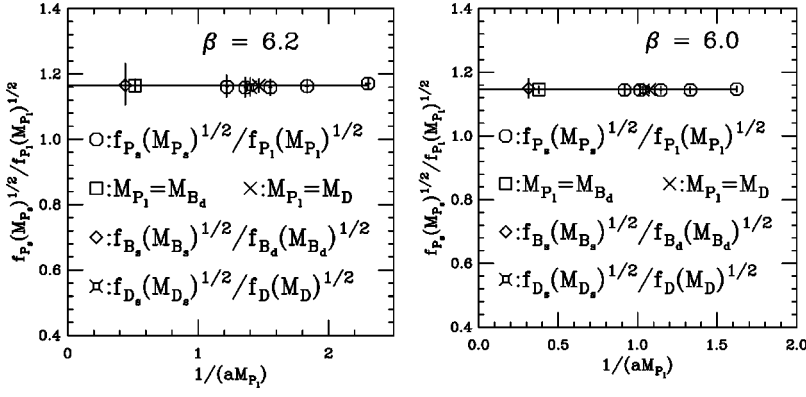 1.4
1.2
1.0
0.8
0.6
0.4
f_{P_s}(M_{P_s})^{1/2}/f_{P_l}(M_{P_l})^{1/2}
β = 6.2
:f_{P_s}(M_{P_s})^{1/2}/f_{P_l}(M_{P_l})^{1/2}
:M_{P_l}=M_{B_d} :M_{P_l}=M_D
:f_{B_s}(M_{B_s})^{1/2}/f_{B_d}(M_{B_d})^{1/2}
:f_{D_s}(M_{D_s})^{1/2}/f_D(M_D)^{1/2}
0 1 2
1/(aM_{P_l})
1.4
1.2
1.0
0.8
0.6
0.4
f_{P_s}(M_{P_s})^{1/2}/f_{P_l}(M_{P_l})^{1/2}
β = 6.0
:f_{P_s}(M_{P_s})^{1/2}/f_{P_l}(M_{P_l})^{1/2}
:M_{P_l}=M_{B_d} :M_{P_l}=M_D
:f_{B_s}(M_{B_s})^{1/2}/f_{B_d}(M_{B_d})^{1/2}
:f_{D_s}(M_{D_s})^{1/2}/f_D(M_D)^{1/2}
0.0 0.5 1.0 1.5 2.0
1/(aM_{P_l})